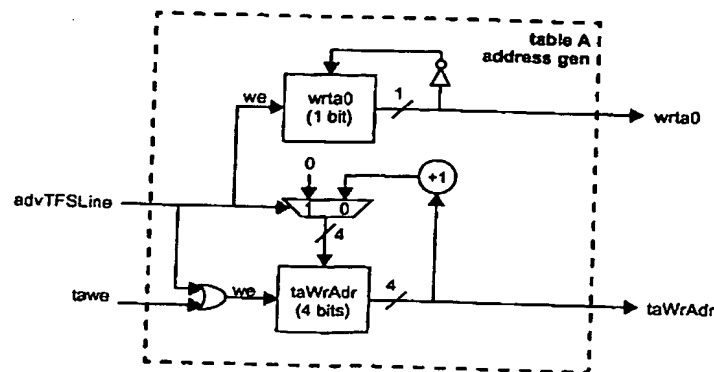 table A
address gen
we
wrta0
(1 bit)
1
wrta0
0
+1
advTFSLine
1 0
4
tawe
we
taWrAdr
(4 bits)
4
taWrAdr